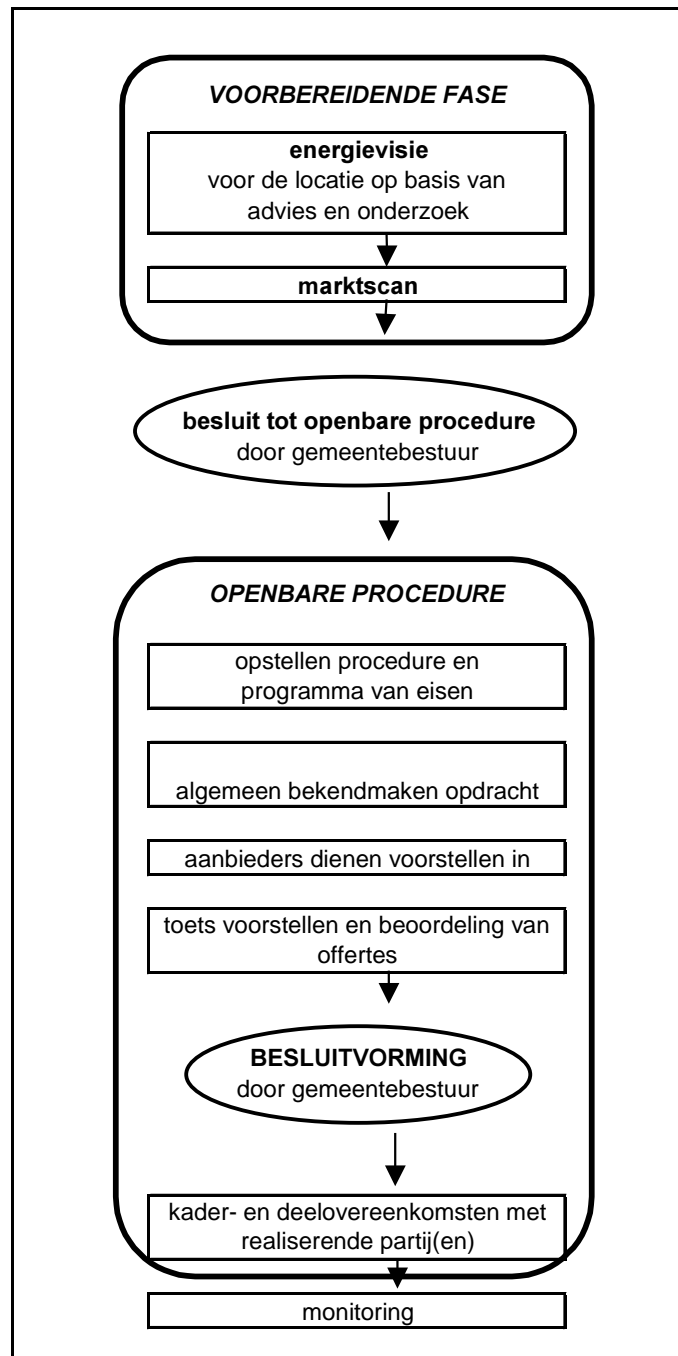 VOORBEREIDENDE FASE
energievisie
voor de locatie op basis van
advies en onderzoek
marktscan
besluit tot openbare procedure
door gemeentebestuur
OPENBARE PROCEDURE
opstellen procedure en
programma van eisen
algemeen bekendmaken opdracht
aanbieders dienen voorstellen in
toets voorstellen en beoordeling van
offertes
BESLUITVORMING
door gemeentebestuur
kader- en deelovereenkomsten met
realiserende partij(en)
monitoring